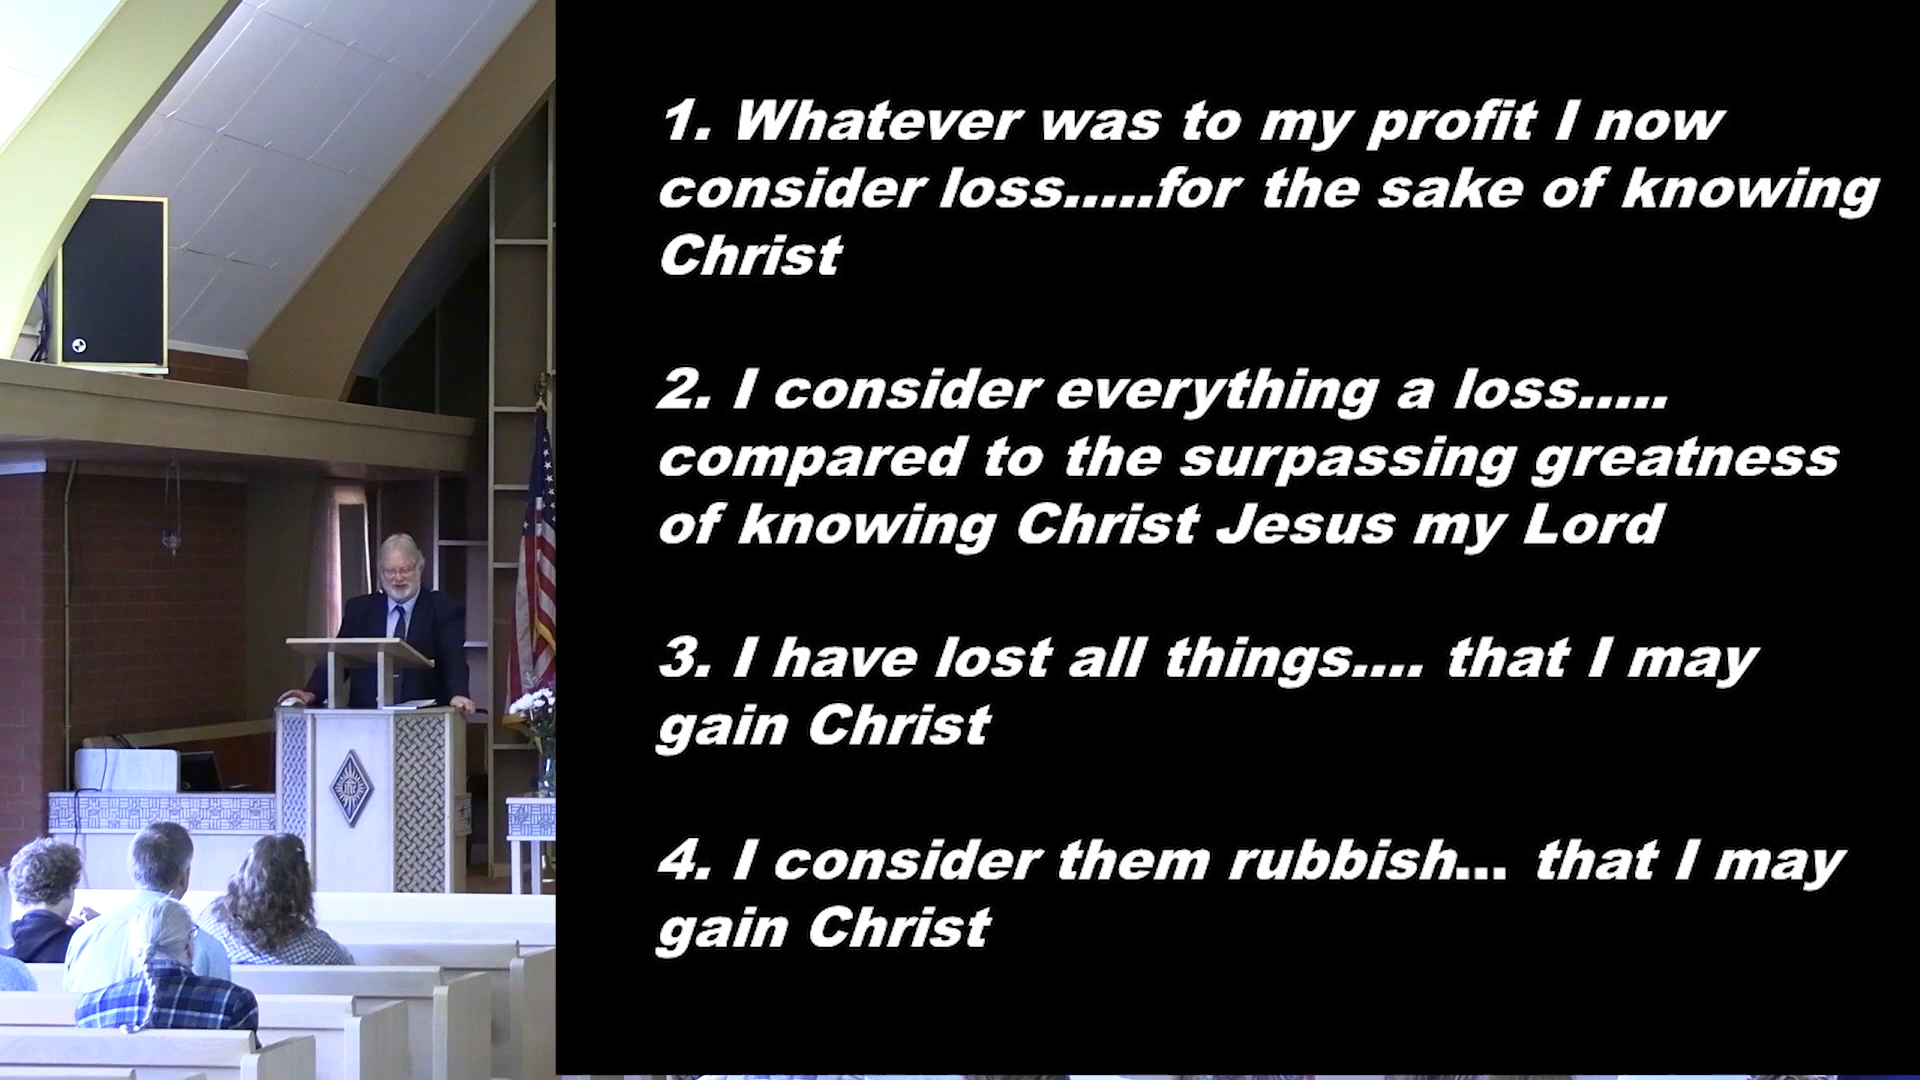 1. Whatever was to my profit I now
consider loss.....for the sake of knowing
Christ
2. I consider everything a loss.....
compared to the surpassing greatness
of knowing Christ Jesus my Lord
3. I have lost all things.... that I may
gain Christ
4. I consider them rubbish... that I may
gain Christ